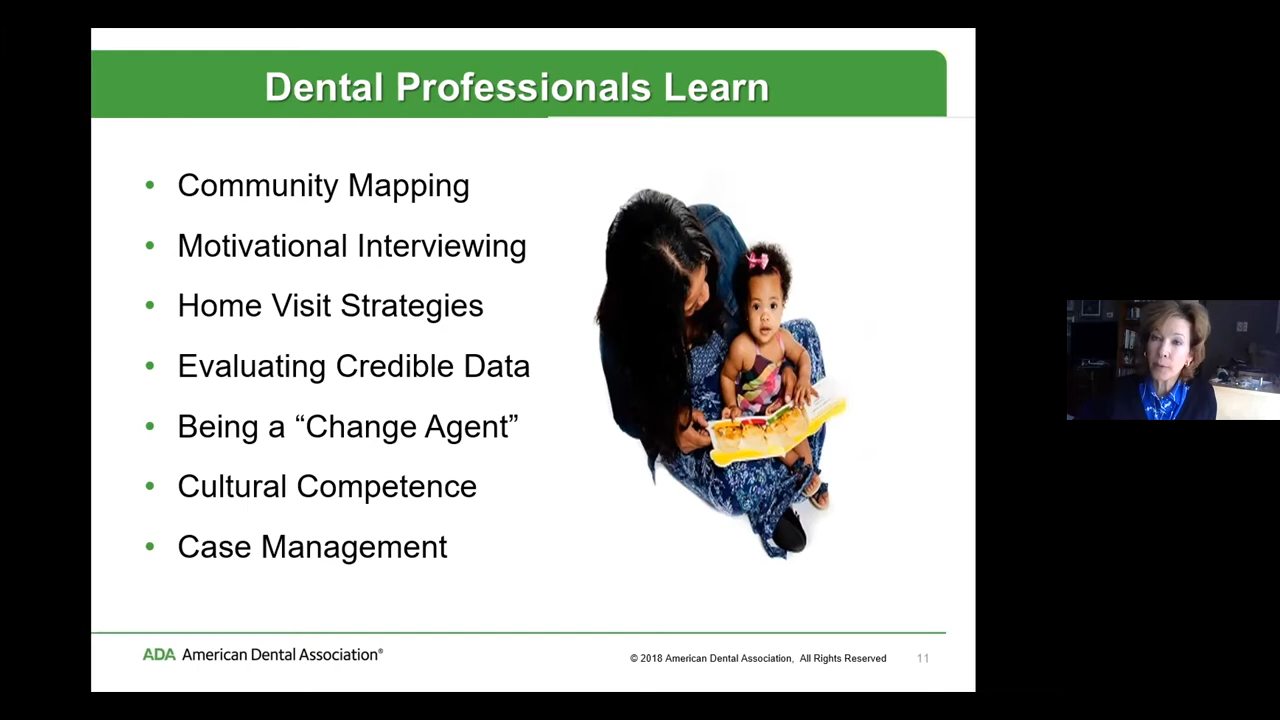 Dental Professionals Learn
• Community Mapping
• Motivational Interviewing
• Home Visit Strategies
• Evaluating Credible Data
• Being a “Change Agent”
• Cultural Competence
• Case Management
ADA American Dental Association®
© 2018 American Dental Association, All Rights Reserved
11